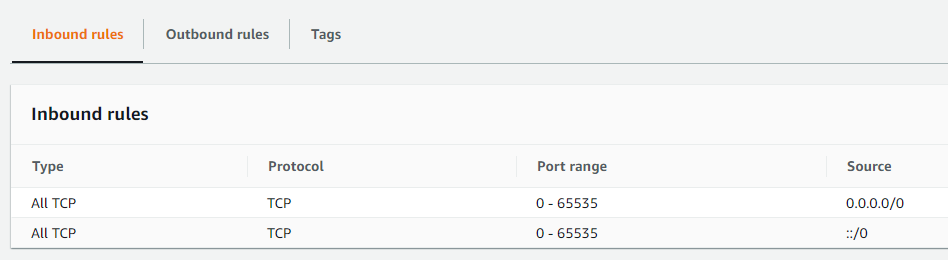 Inbound rules Outbound rules Tags
Inbound rules
Type Protocol Port range Source
All TCP TCP 0 - 65535 0.0.0.0/0
All TCP TCP 0 - 65535 ::/0